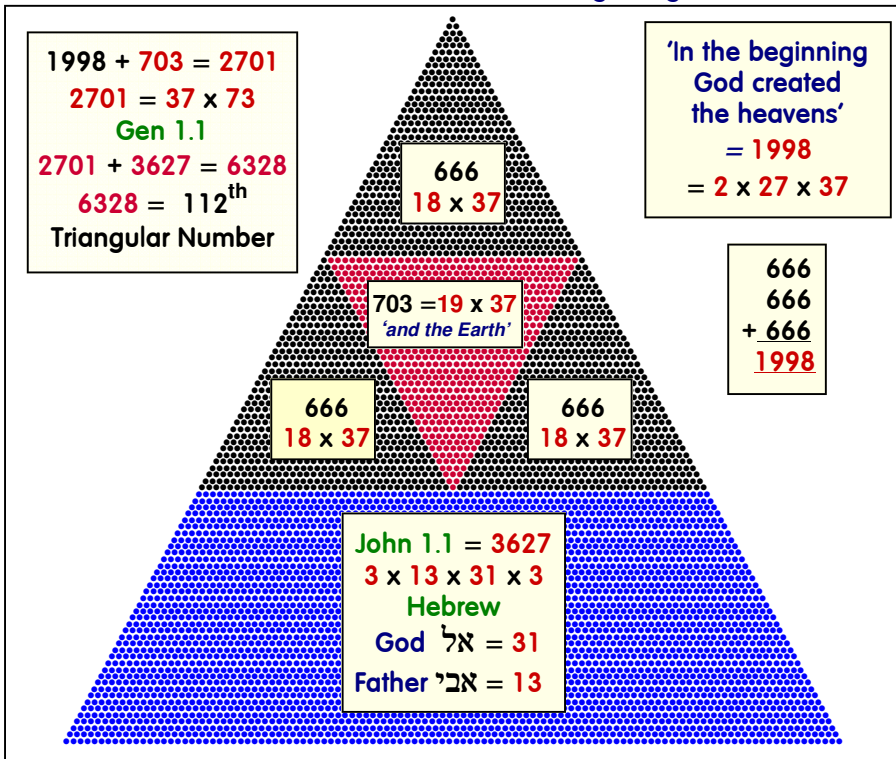 1998 + 703 = 2701
2701 = 37 x 73
Gen 1.1
2701 + 3627 = 6328
6328 = 112th
Triangular Number
'In the beginning
God created
the heavens'
= 1998
= 2 x 27 x 37
666
18 x 37
666
666
+ 666
1998
703 =19 x 37
‘and the Earth’
666
18 x 37
666
18 x 37
John 1.1 = 3627
3 x 13 x 31 x 3
Hebrew
God אל = 31
Father אבי = 13